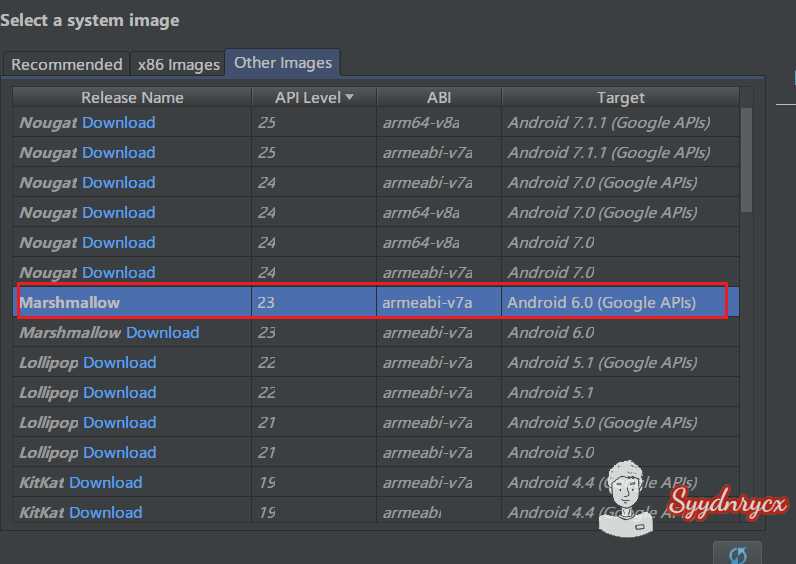 Select a system image
Recommended x86 Images Other Images
Release Name API Level ABI Target
Nougat Download 25 arm64-v8a Android 7.1.1 (Google APIs)
Nougat Download 25 armeabi-v7a Android 7.1.1 (Google APIs)
Nougat Download 24 armeabi-v7a Android 7.0 (Google APIs)
Nougat Download 24 arm64-v8a Android 7.0 (Google APIs)
Nougat Download 24 arm64-v8a Android 7.0
Nougat Download 24 armeabi-v7a Android 7.0
Marshmallow 23 armeabi-v7a Android 6.0 (Google APIs)
Marshmallow Download 23 armeabi-v7a Android 6.0
Lollipop Download 22 armeabi-v7a Android 5.1 (Google APIs)
Lollipop Download 22 armeabi-v7a Android 5.1
Lollipop Download 21 armeabi-v7a Android 5.0 (Google APIs)
Lollipop Download 21 armeabi-v7a Android 5.0
KitKat Download 19 armeabi-v7a Android 4.4 (Google APIs)
KitKat Download 19 armeabi Android 4.4 (Google APIs)
Syydnrycx